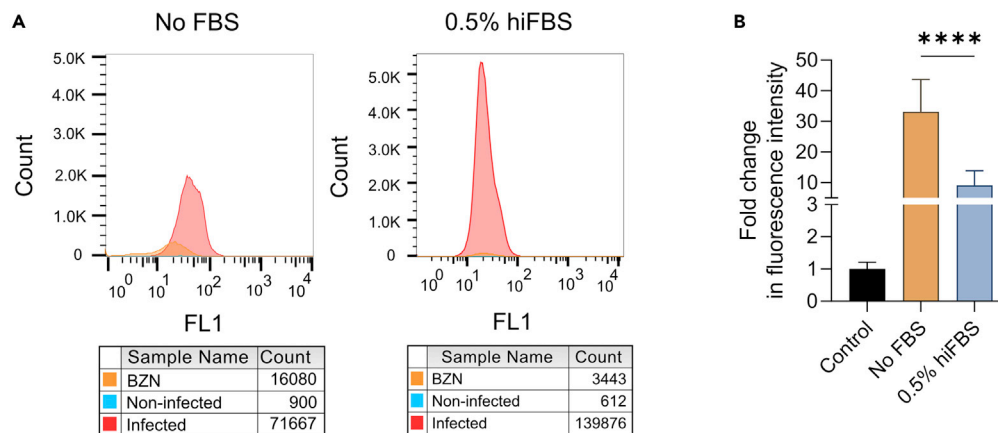 A
No FBS
0.5% hiFBS
5.0K
4.0K
3.0K
2.0K
1.0K
0
Count
10^0 10^1 10^2 10^3 10^4
FL1
5.0K
4.0K
3.0K
2.0K
1.0K
0
Count
10^0 10^1 10^2 10^3 10^4
FL1
Sample Name Count
BZN 16080
Non-infected 900
Infected 71667
Sample Name Count
BZN 3443
Non-infected 612
Infected 139876
B
****
Fold change
in fluorescence intensity
50
40
30
20
10
3
2
1
0
Control
No FBS
0.5% hiFBS